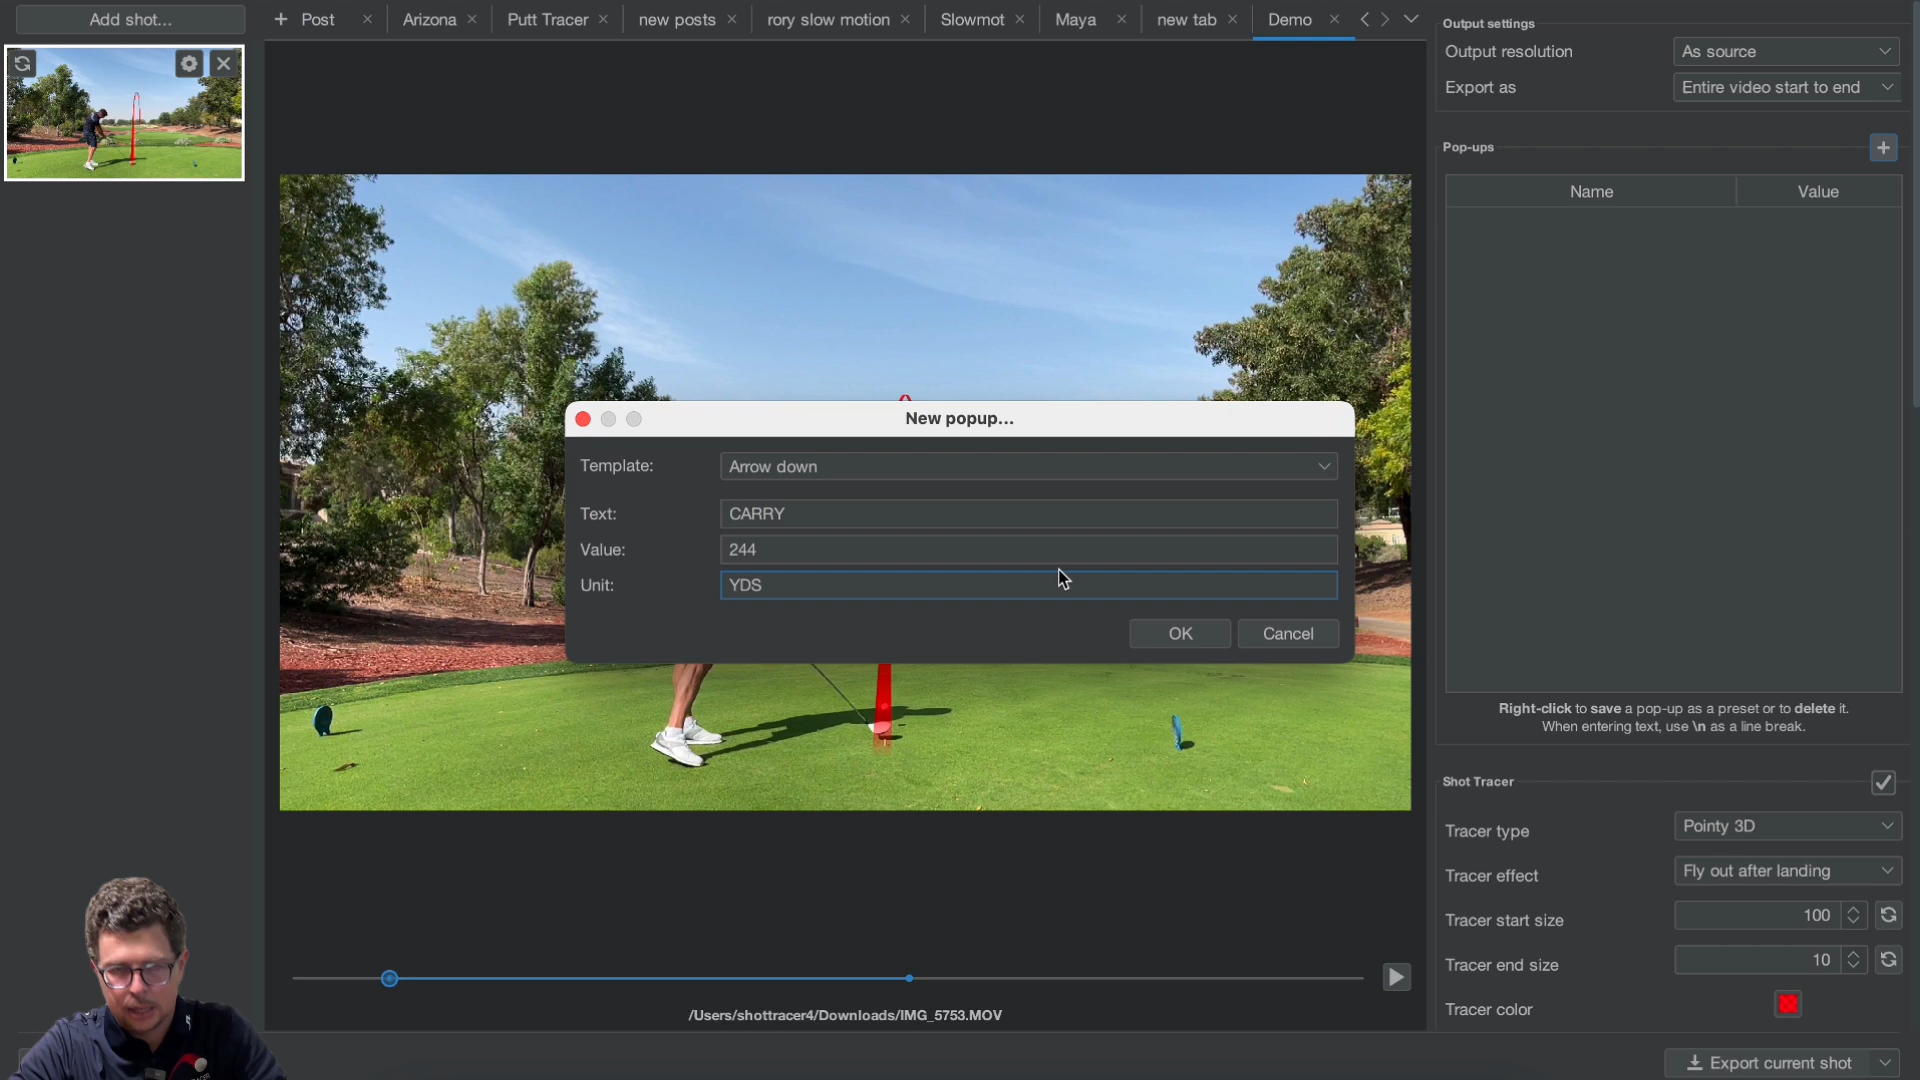 Add shot...
+ Post ×
Arizona ×
Putt Tracer ×
new posts ×
rory slow motion ×
Slowmot ×
Maya ×
new tab ×
Demo ×
Output settings
Output resolution
As source
Export as
Entire video start to end
Pop-ups
+
Name
Value
New popup...
Template:
Arrow down
Text:
CARRY
Value:
244
Unit:
YDS
OK
Cancel
Right-click to save a pop-up as a preset or to delete it.
When entering text, use \n as a line break.
Shot Tracer
Tracer type
Pointy 3D
Tracer effect
Fly out after landing
Tracer start size
100
Tracer end size
10
Tracer color
/Users/shottracer4/Downloads/IMG_5753.MOV
Export current shot